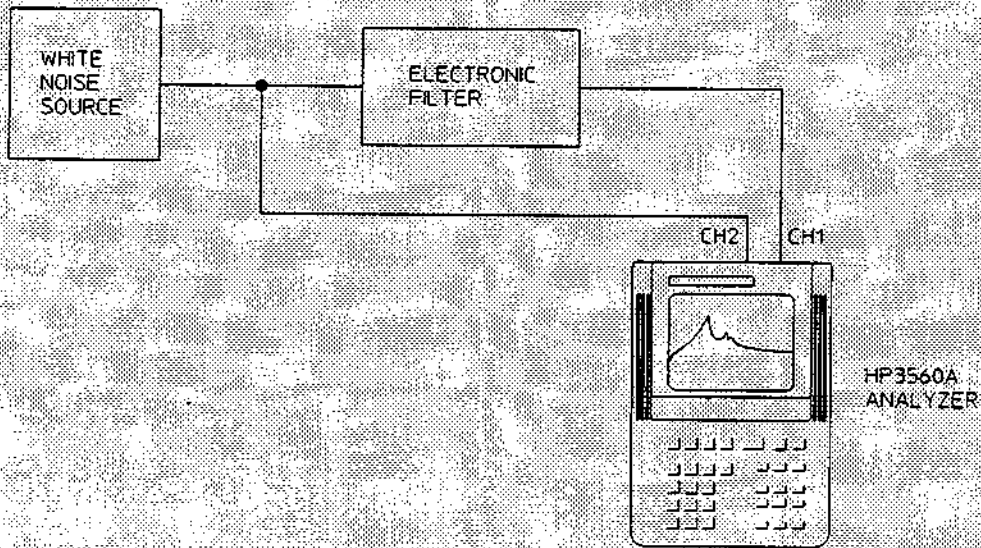 WHITE
NOISE
SOURCE
ELECTRONIC
FILTER
CH2
CH1
HP3560A
ANALYZER